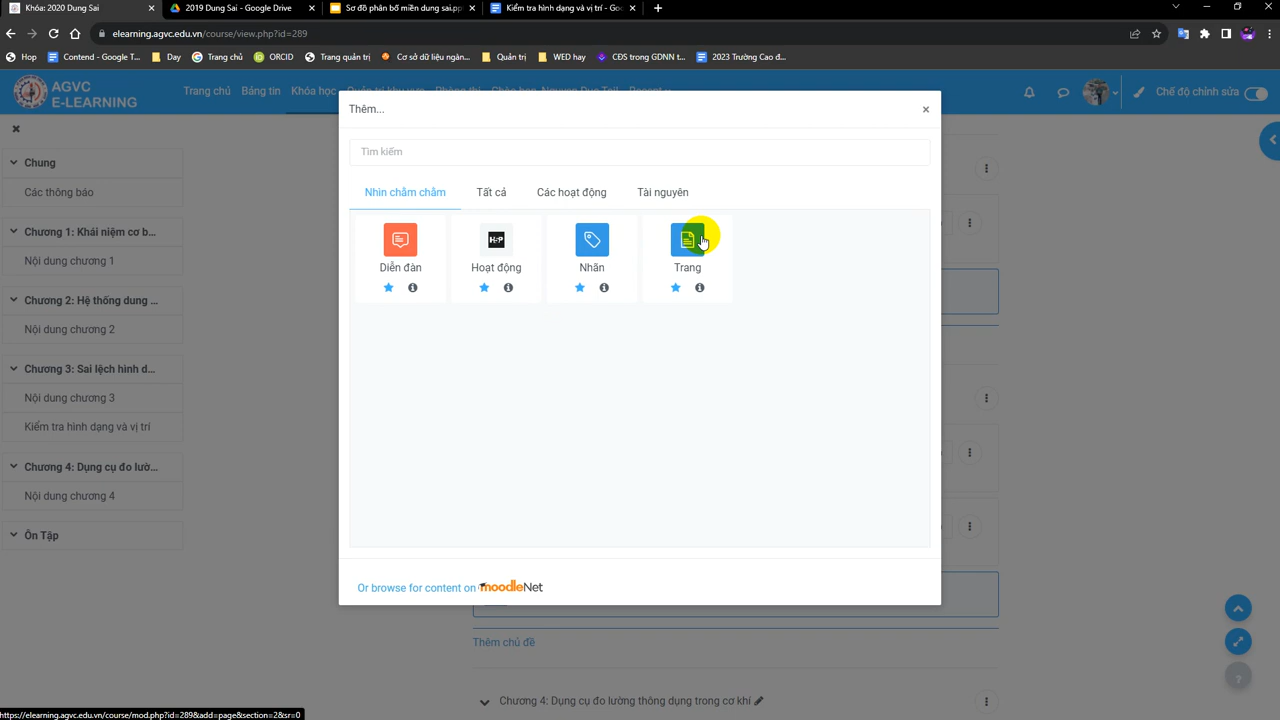 Khóa: 2020 Dung Sai
2019 Dung Sai - Google Drive
Sơ đồ phân bố miền dung sai.pp
Kiểm tra hình dạng và vị trí - Go
elearning.agvc.edu.vn/course/view.php?id=289
Hop
Contend - Google T...
Day
Trang chủ
ORCID
Trang quản trị
Cơ sở dữ liệu ngàn...
Quản trị
WED hay
CĐS trong GDNN t...
2023 Trường Cao đ...
AGVC
E-LEARNING
Trang chủ
Bảng tin
Khóa học
Chế độ chỉnh sửa
Chung
Các thông báo
Chương 1: Khái niệm cơ b...
Nội dung chương 1
Chương 2: Hệ thống dung ...
Nội dung chương 2
Chương 3: Sai lệch hình d...
Nội dung chương 3
Kiểm tra hình dạng và vị trí
Chương 4: Dụng cụ đo lườ...
Nội dung chương 4
Ôn Tập
Thêm...
Tìm kiếm
Nhìn chằm chằm
Tất cả
Các hoạt động
Tài nguyên
H5P
Diễn đàn
Hoạt động
Nhãn
Trang
Or browse for content on moodleNet
Thêm chủ đề
Chương 4: Dụng cụ đo lường thông dụng trong cơ khí
https://elearning.agvc.edu.vn/course/mod.php?id=289&add=page&section=2&sr=0